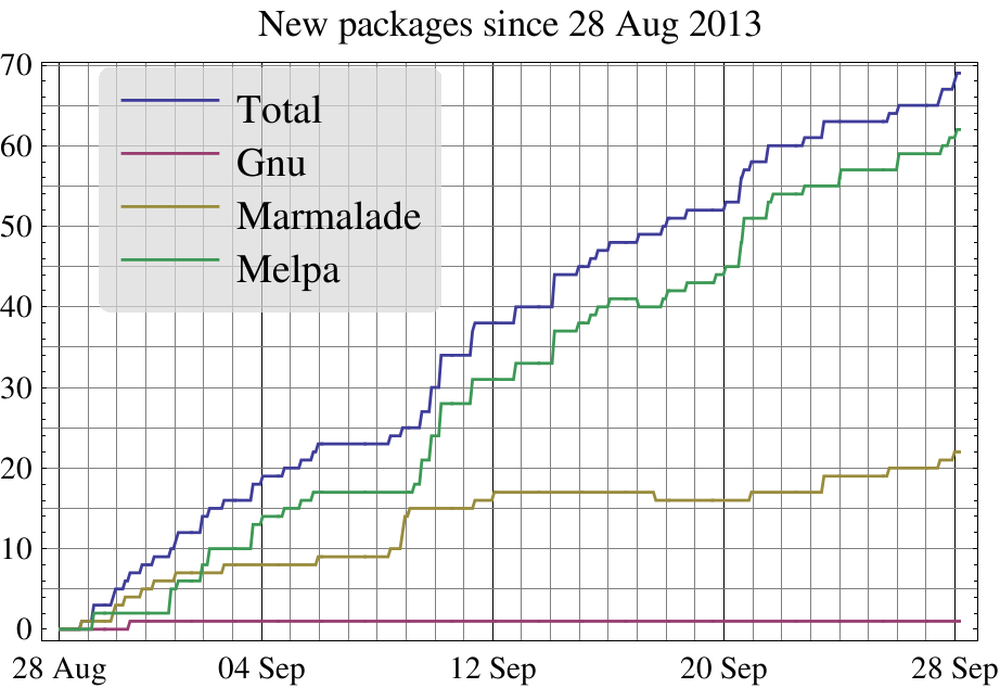 New packages since 28 Aug 2013
70
60
50
40
30
20
10
0
Total
Gnu
Marmalade
Melpa
28 Aug
04 Sep
12 Sep
20 Sep
28 Sep